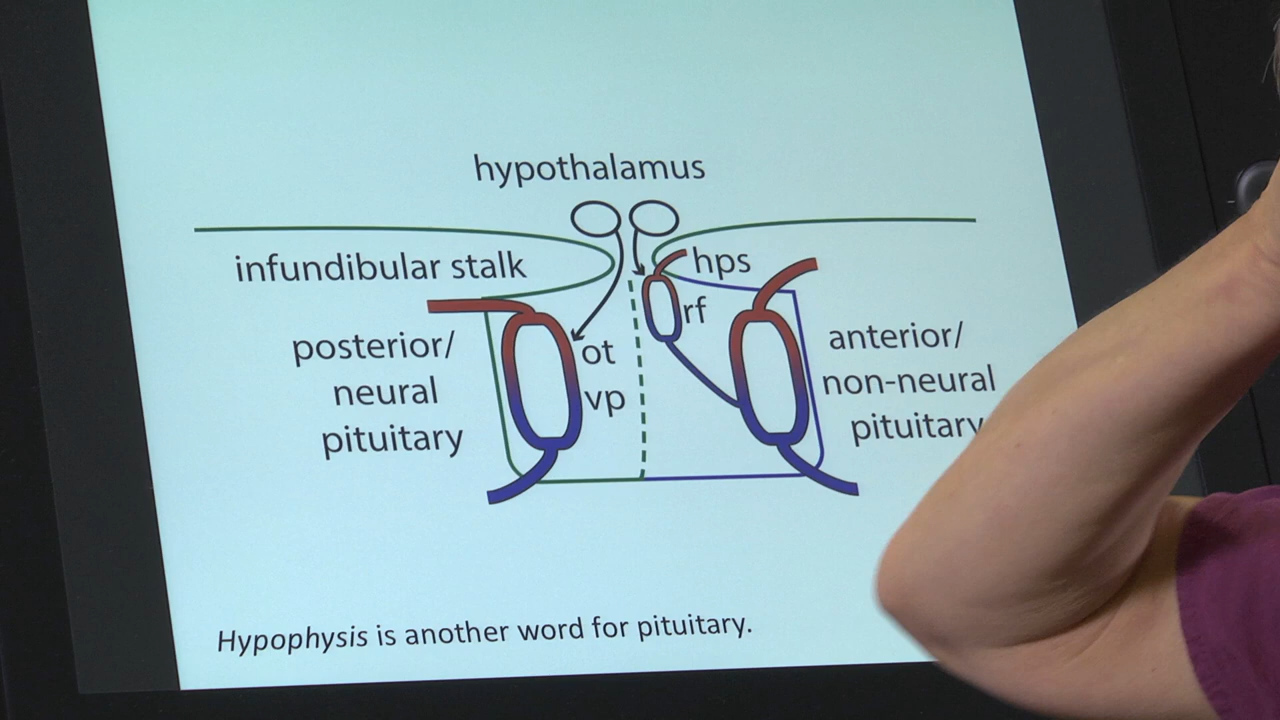 hypothalamus
infundibular stalk
hps
rf
posterior/
neural
pituitary
ot
vp
anterior/
non-neural
pituitary
Hypophysis is another word for pituitary.